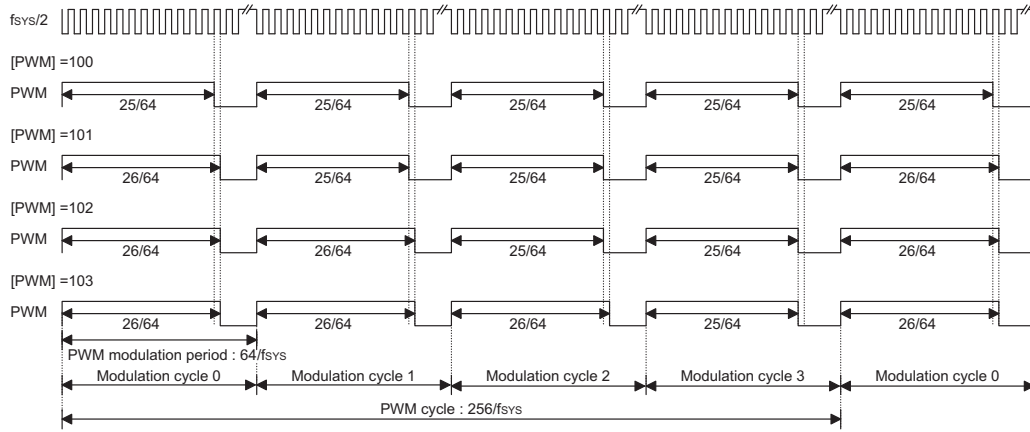 fSYS/2
[PWM] =100
PWM
25/64 25/64 25/64 25/64 25/64
[PWM] =101
PWM
26/64 25/64 25/64 25/64 26/64
[PWM] =102
PWM
26/64 26/64 25/64 25/64 26/64
[PWM] =103
PWM
26/64 26/64 26/64 25/64 26/64
PWM modulation period : 64/fSYS
Modulation cycle 0 Modulation cycle 1 Modulation cycle 2 Modulation cycle 3 Modulation cycle 0
PWM cycle : 256/fSYS